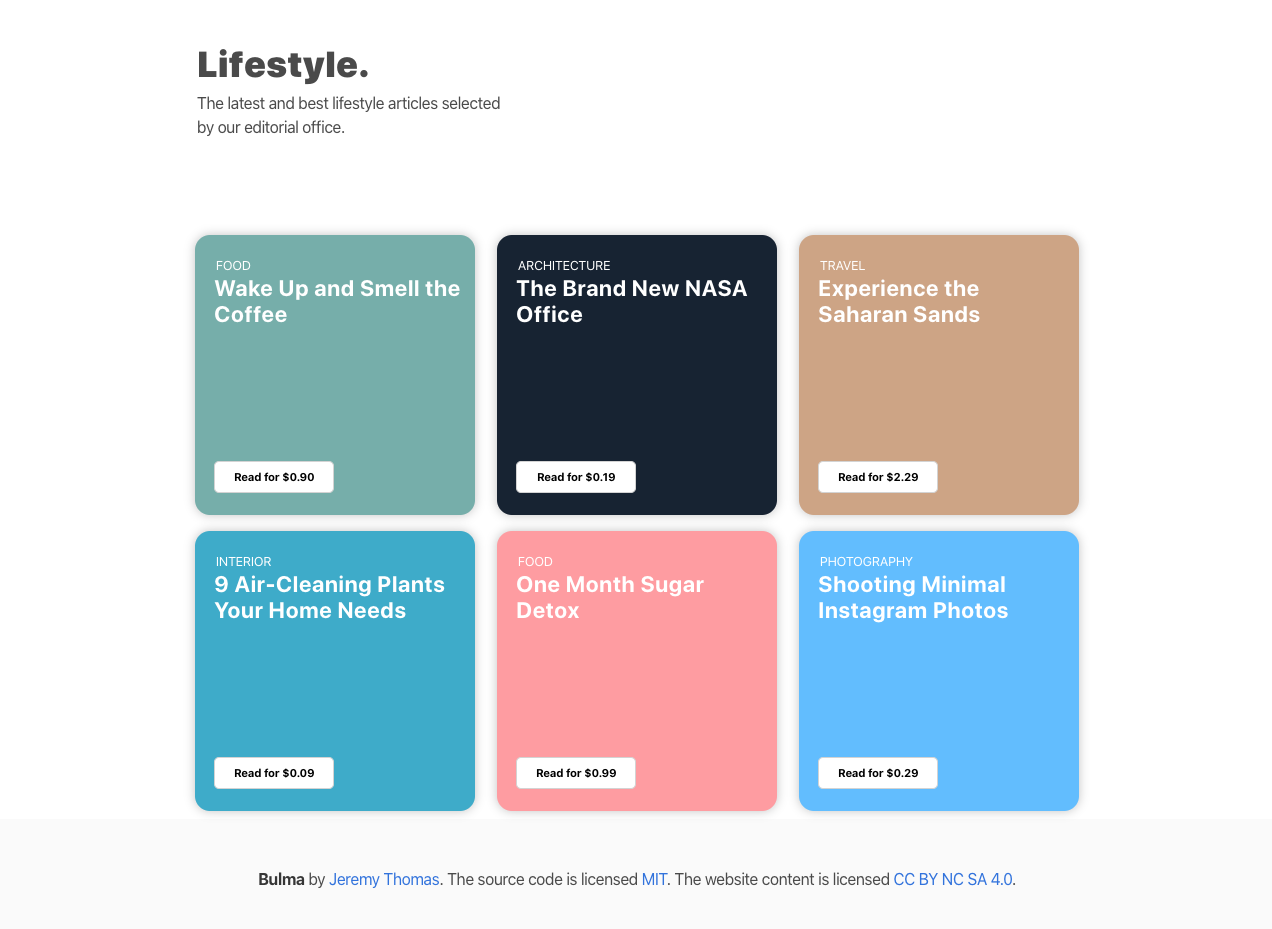 Lifestyle.
The latest and best lifestyle articles selected
by our editorial office.
FOOD
Wake Up and Smell the
Coffee
Read for $0.90
ARCHITECTURE
The Brand New NASA
Office
Read for $0.19
TRAVEL
Experience the
Saharan Sands
Read for $2.29
INTERIOR
9 Air-Cleaning Plants
Your Home Needs
Read for $0.09
FOOD
One Month Sugar
Detox
Read for $0.99
PHOTOGRAPHY
Shooting Minimal
Instagram Photos
Read for $0.29
Bulma by Jeremy Thomas. The source code is licensed MIT. The website content is licensed CC BY NC SA 4.0.